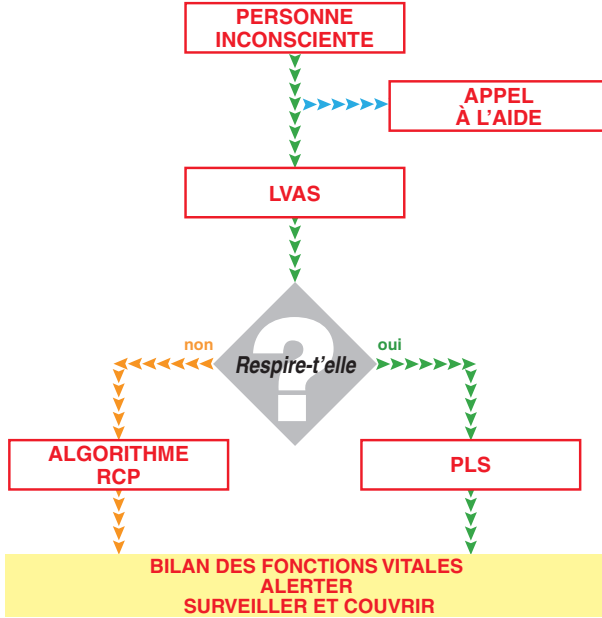 PERSONNE
INCONSCIENTE
APPEL
À L'AIDE
LVAS
non
Respire-t'elle
oui
?
ALGORITHME
RCP
PLS
BILAN DES FONCTIONS VITALES
ALERTER
SURVEILLER ET COUVRIR